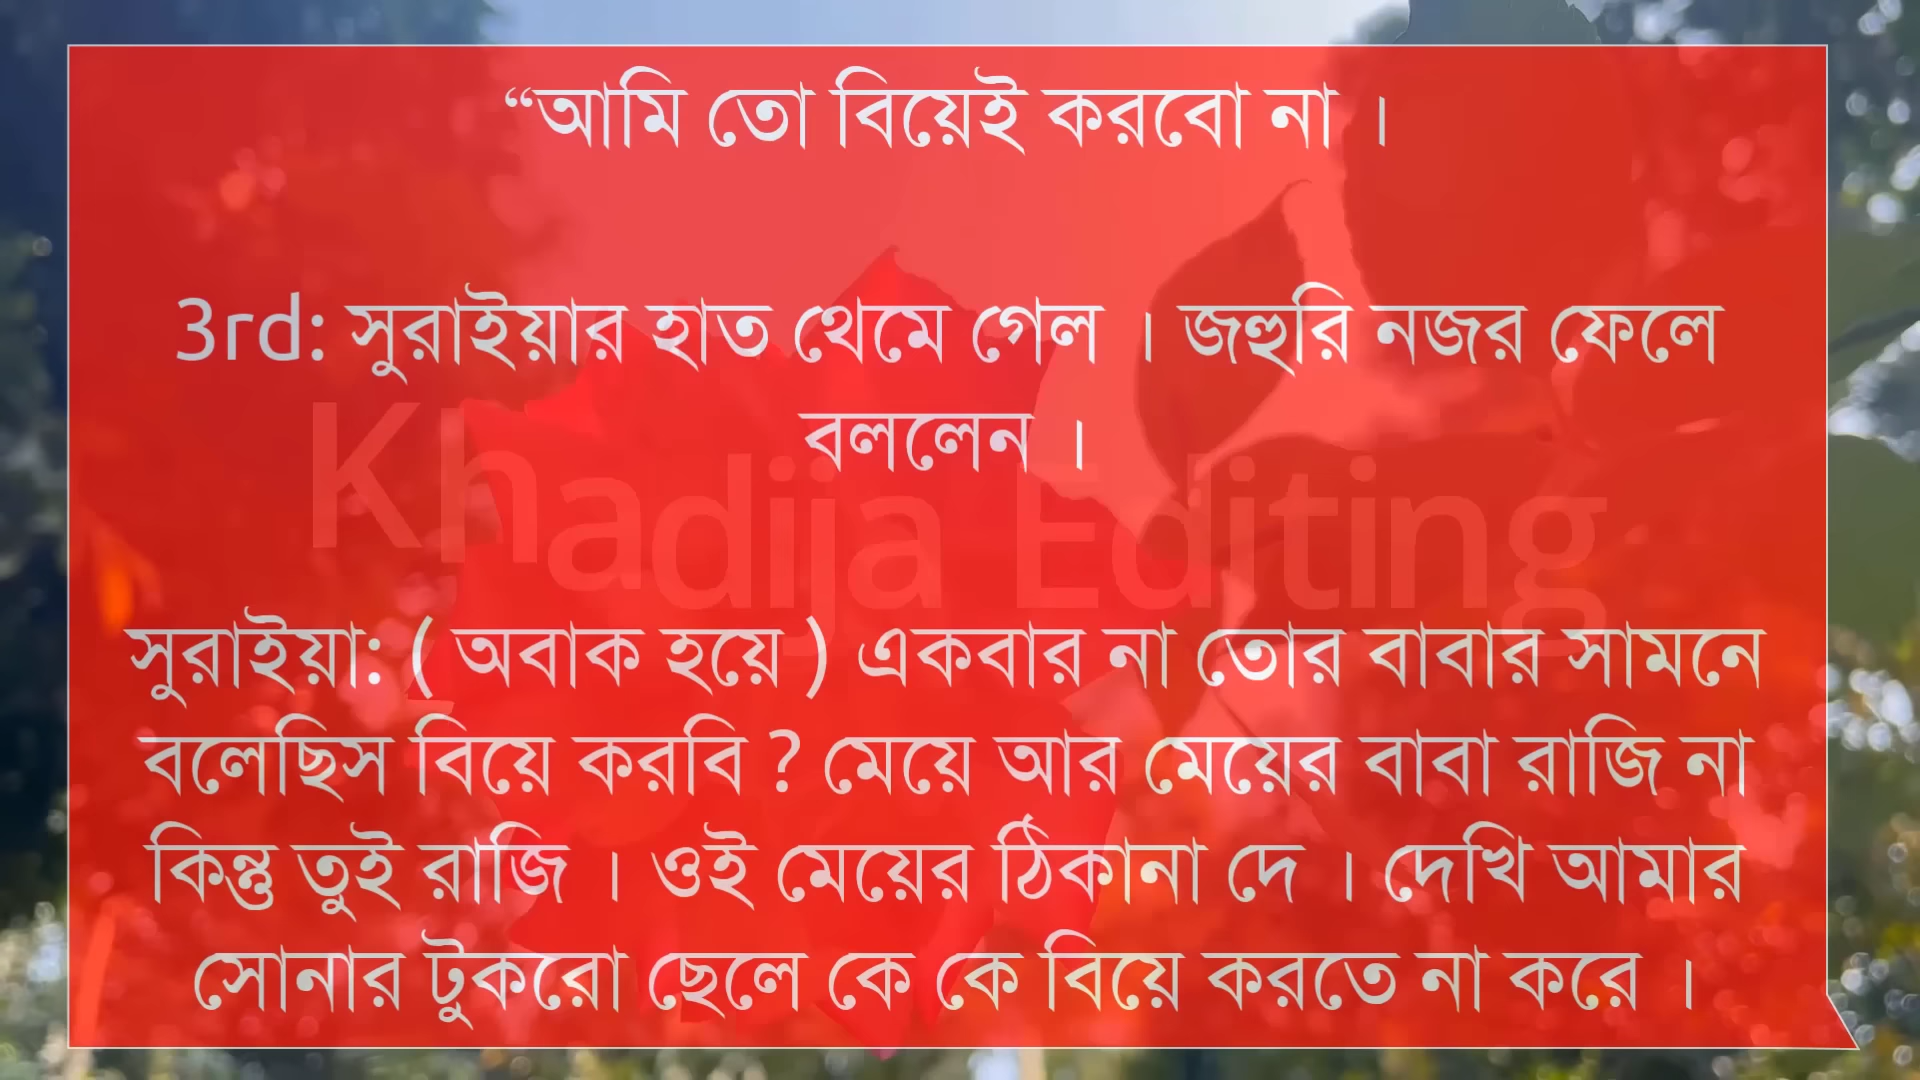 “আমি তো বিয়েই করবো না ।
3rd: সুরাইয়ার হাত থেমে গেল । জহুরি নজর ফেলে
বললেন ।
Khadija Editing
সুরাইয়া: ( অবাক হয়ে ) একবার না তোর বাবার সামনে
বলেছিস বিয়ে করবি ? মেয়ে আর মেয়ের বাবা রাজি না
কিন্তু তুই রাজি । ওই মেয়ের ঠিকানা দে । দেখি আমার
সোনার টুকরো ছেলে কে কে বিয়ে করতে না করে ।